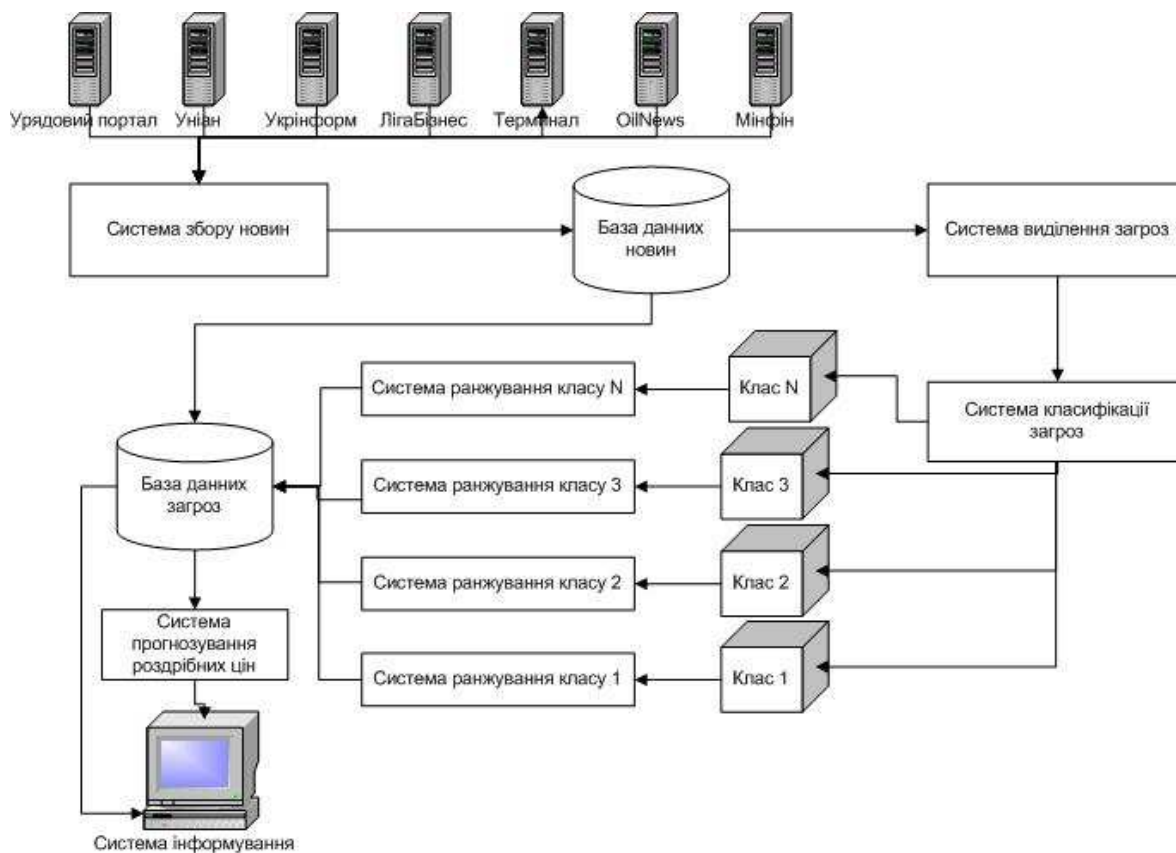 Урядовий портал
Уніан
Укрінформ
ЛігаБізнес
Терминал
OilNews
Мінфін
Система збору новин
База данних
новин
Система виділення загроз
Система ранжування класу N
Клас N
Система класифікації
загроз
База данних
загроз
Система ранжування класу 3
Клас 3
Система ранжування класу 2
Клас 2
Система
прогнозування
роздрібних цін
Система ранжування класу 1
Клас 1
Система інформування